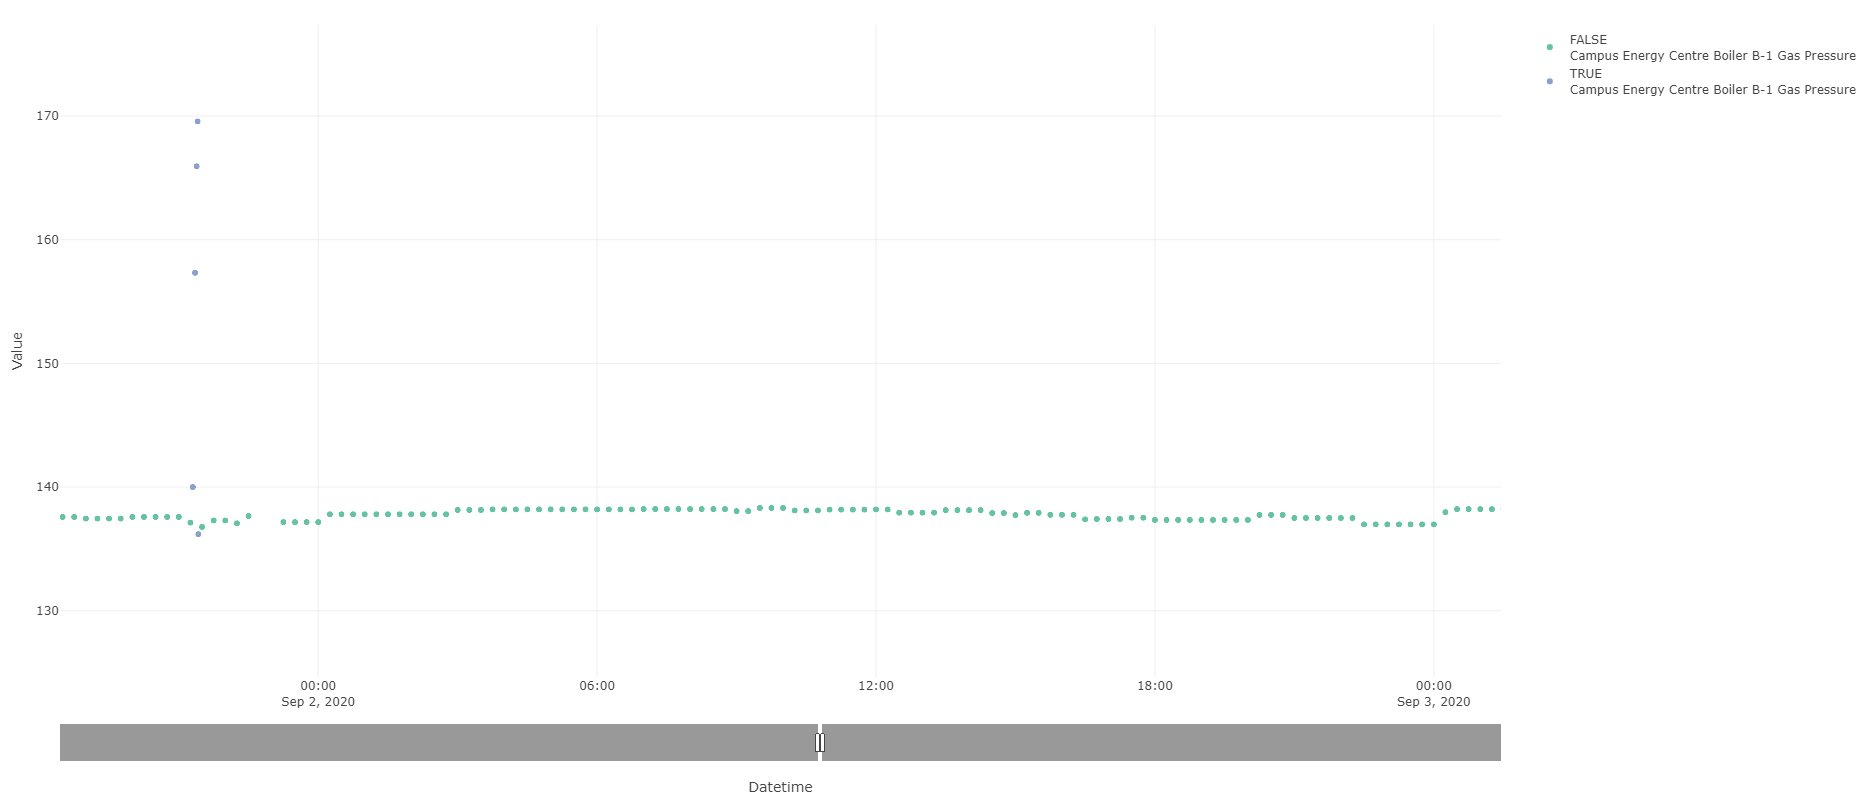 FALSE
Campus Energy Centre Boiler B-1 Gas Pressure
TRUE
Campus Energy Centre Boiler B-1 Gas Pressure
170
160
150
140
130
Value
00:00 06:00 12:00 18:00 00:00
Sep 2, 2020 Sep 3, 2020
Datetime